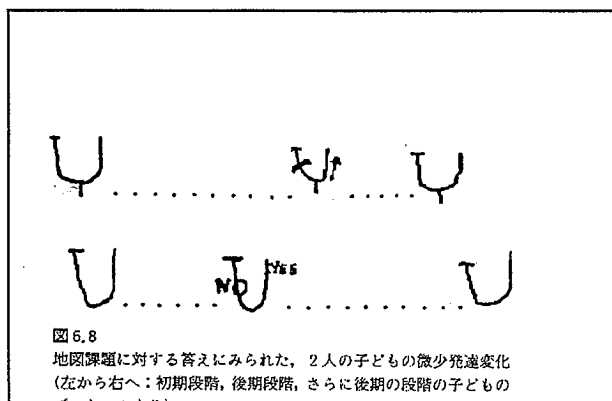 YES
NO
図6.8
地図課題に対する答えにみられた,2人の子どもの微少発達変化
(左から右へ:初期段階,後期段階,さらに後期の段階の子どもの